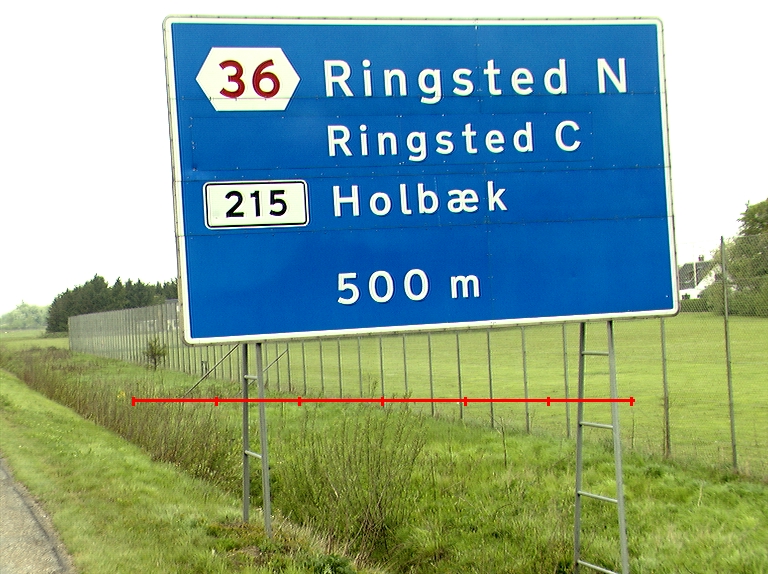 36 Ringsted N
Ringsted C
215 Holbæk
500 m